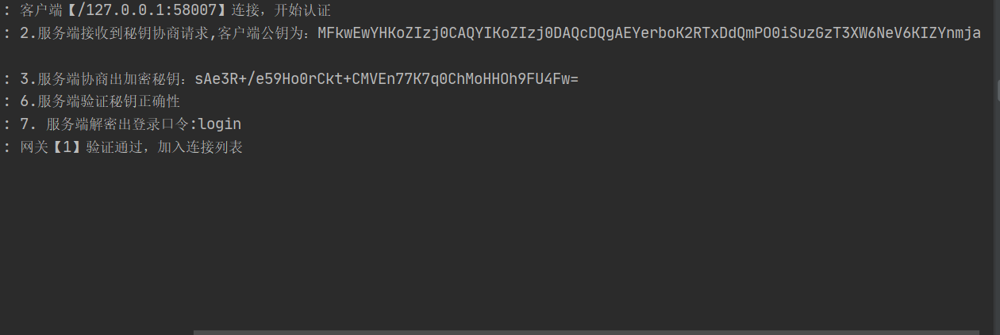 : 客户端【/127.0.0.1:58007】连接，开始认证
: 2.服务端接收到秘钥协商请求,客户端公钥为：MFkwEwYHKoZIzj0CAQYIKoZIzj0DAQcDQgAEYerboK2RTxDdQmPO0iSuzGzT3XW6NeV6KIZYnmja
: 3.服务端协商出加密秘钥：sAe3R+/e59Ho0rCkt+CMVEn77K7q0ChMoHHOh9FU4Fw=
: 6.服务端验证秘钥正确性
: 7. 服务端解密出登录口令:login
: 网关【1】验证通过，加入连接列表